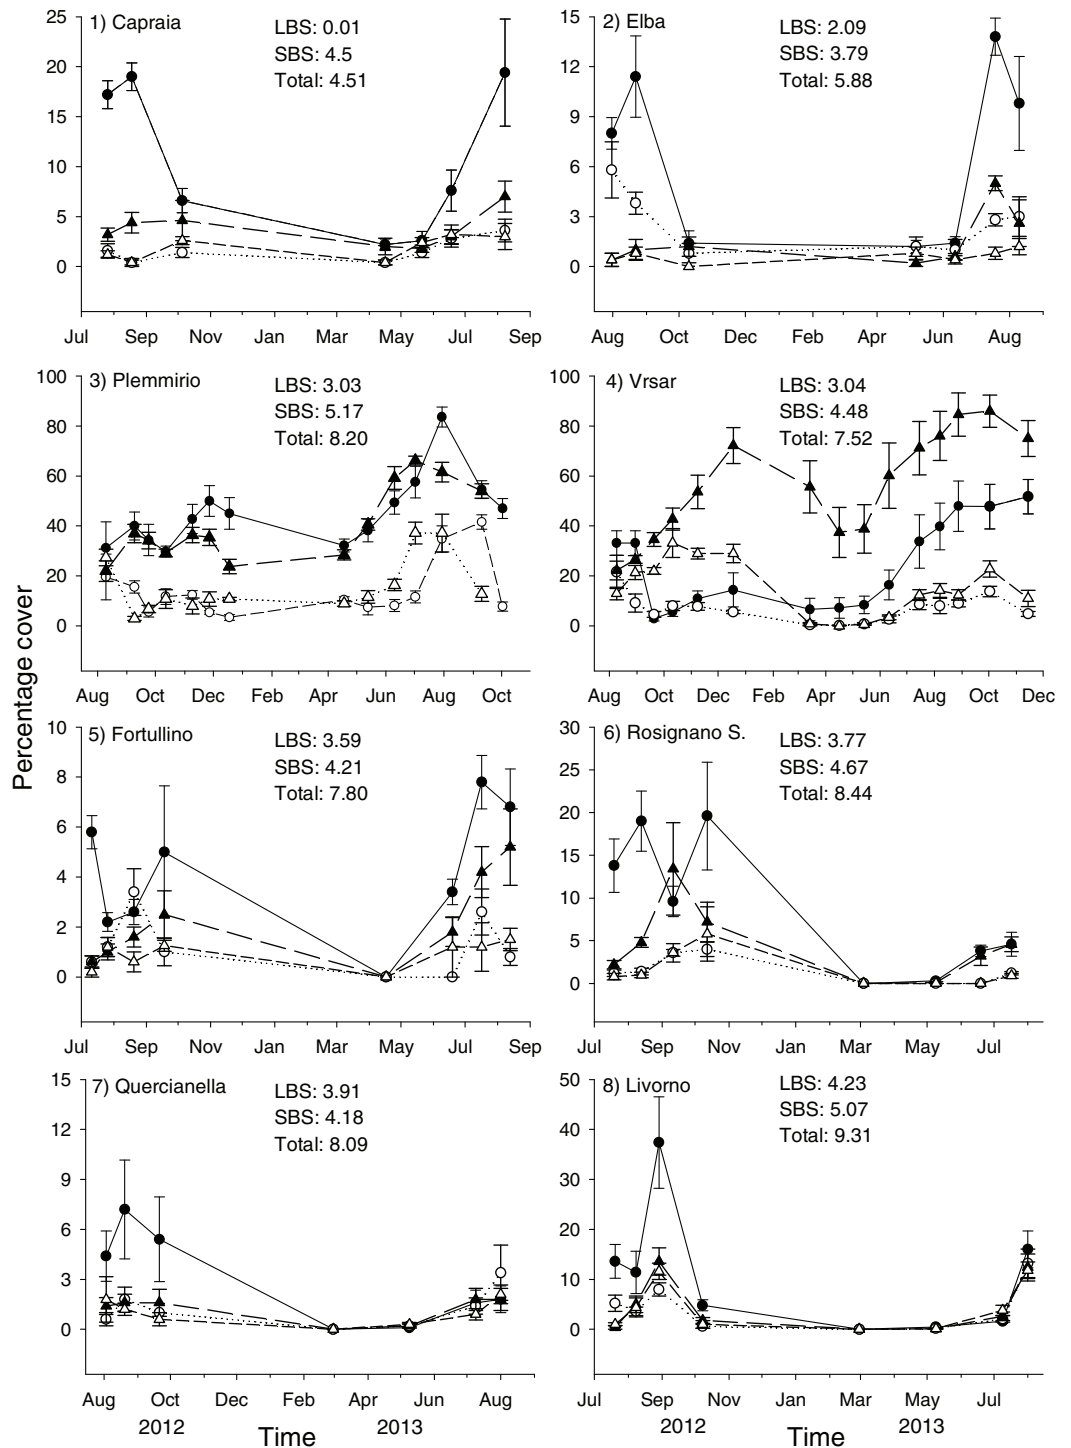 Percentage cover
1) Capraia
LBS: 0.01
SBS: 4.5
Total: 4.51
25
20
15
10
5
0
Jul Sep Nov Jan Mar May Jul Sep
2) Elba
LBS: 2.09
SBS: 3.79
Total: 5.88
15
12
9
6
3
0
Aug Oct Dec Feb Apr Jun Aug
3) Plemmirio
LBS: 3.03
SBS: 5.17
Total: 8.20
100
80
60
40
20
0
Aug Oct Dec Feb Apr Jun Aug Oct
4) Vrsar
LBS: 3.04
SBS: 4.48
Total: 7.52
100
80
60
40
20
0
Aug Oct Dec Feb Apr Jun Aug Oct Dec
5) Fortullino
LBS: 3.59
SBS: 4.21
Total: 7.80
10
8
6
4
2
0
Jul Sep Nov Jan Mar May Jul Sep
6) Rosignano S.
LBS: 3.77
SBS: 4.67
Total: 8.44
30
25
20
15
10
5
0
Jul Sep Nov Jan Mar May Jul
7) Quercianella
LBS: 3.91
SBS: 4.18
Total: 8.09
15
12
9
6
3
0
Aug Oct Dec Feb Apr Jun Aug
2012 2013
Time
8) Livorno
LBS: 4.23
SBS: 5.07
Total: 9.31
50
40
30
20
10
0
Jul Sep Nov Jan Mar May Jul
2012 2013
Time